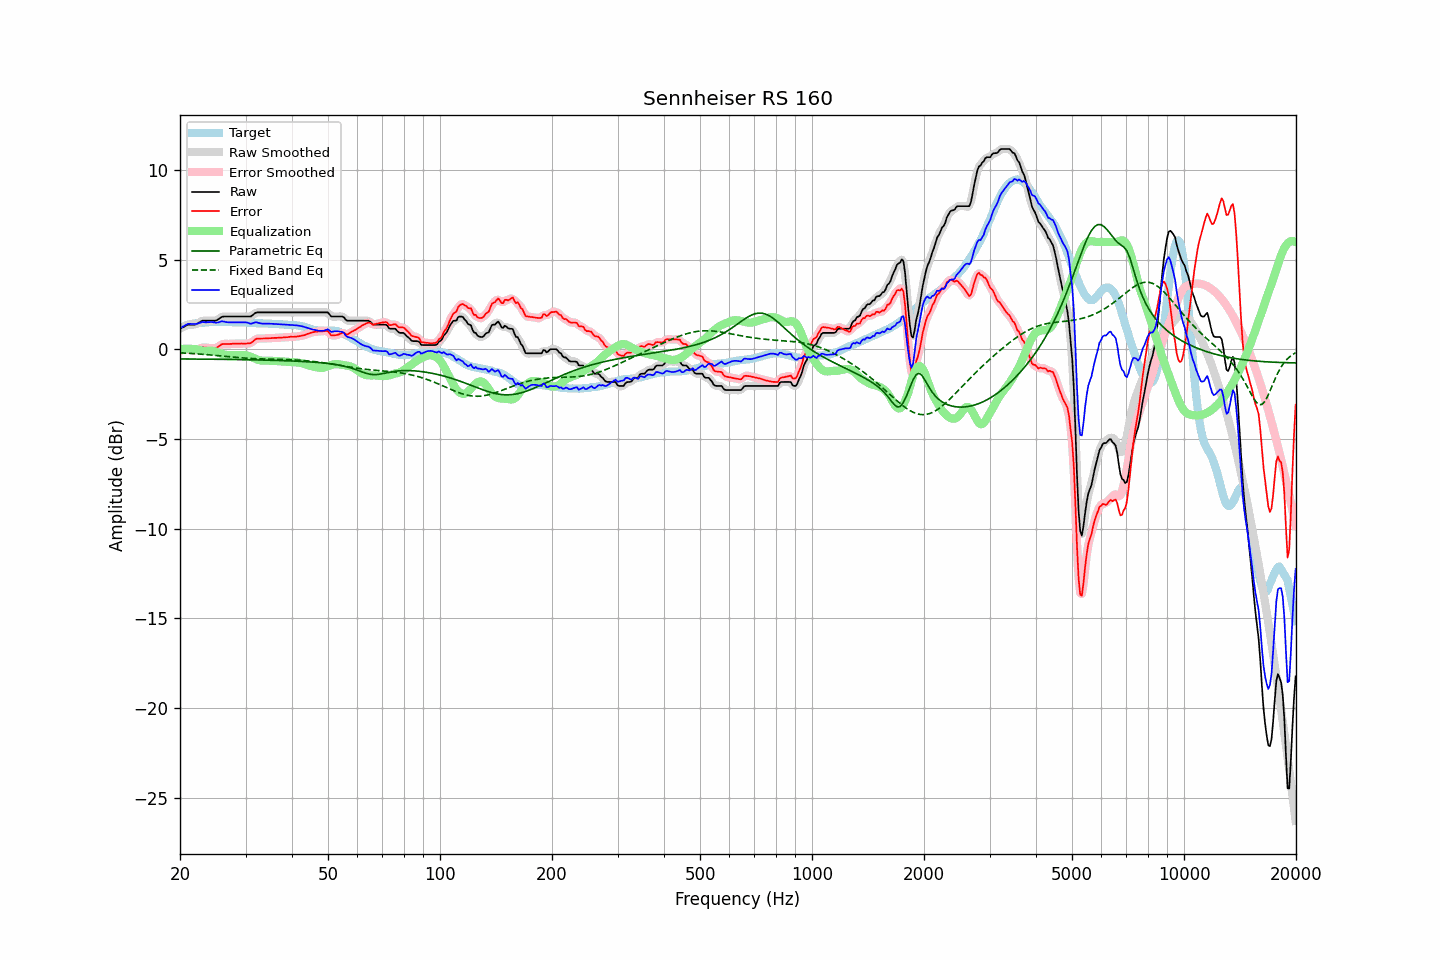 Sennheiser RS 160
Target
Raw Smoothed
Error Smoothed
Raw
Error
Equalization
Parametric Eq
Fixed Band Eq
Equalized
10
5
0
−5
−10
−15
−20
−25
Amplitude (dBr)
20 50 100 200 500 1000 2000 5000 10000 20000
Frequency (Hz)